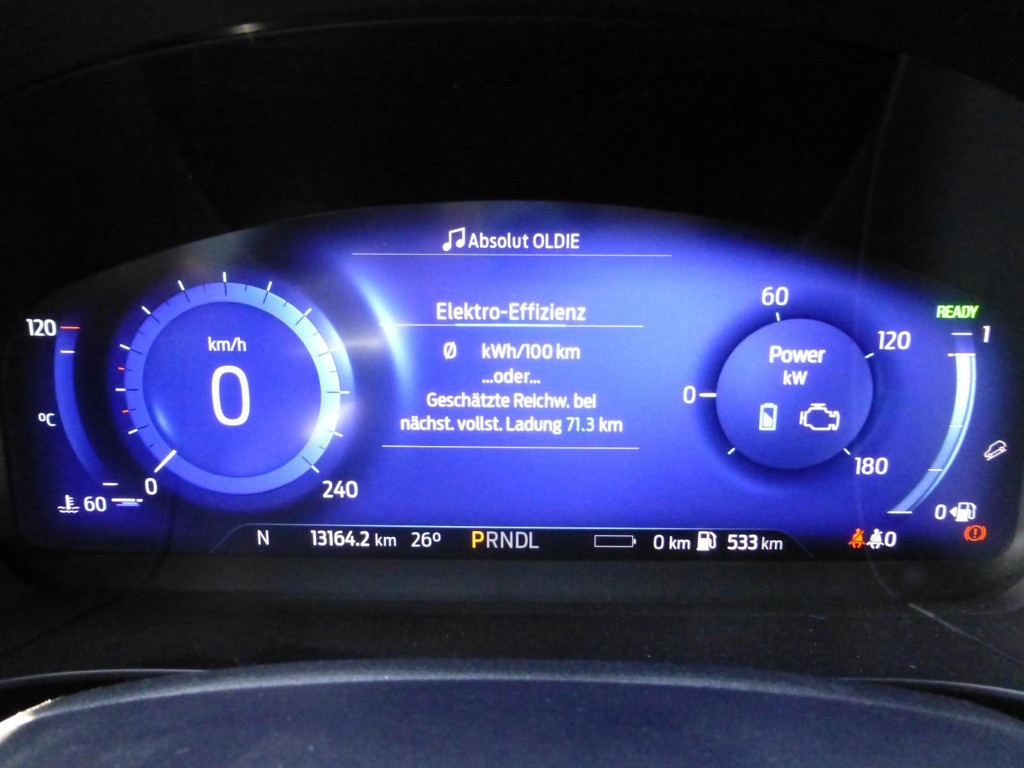 Absolut OLDIE
Elektro-Effizienz
Ø kWh/100 km
...oder...
Geschätzte Reichw. bei
nächst. vollst. Ladung 71.3 km
120
°C
60
km/h
0
0
240
60
0
120
180
Power
kW
READY
1
0
N 13164.2 km 26° PRNDL 0 km 533 km
0